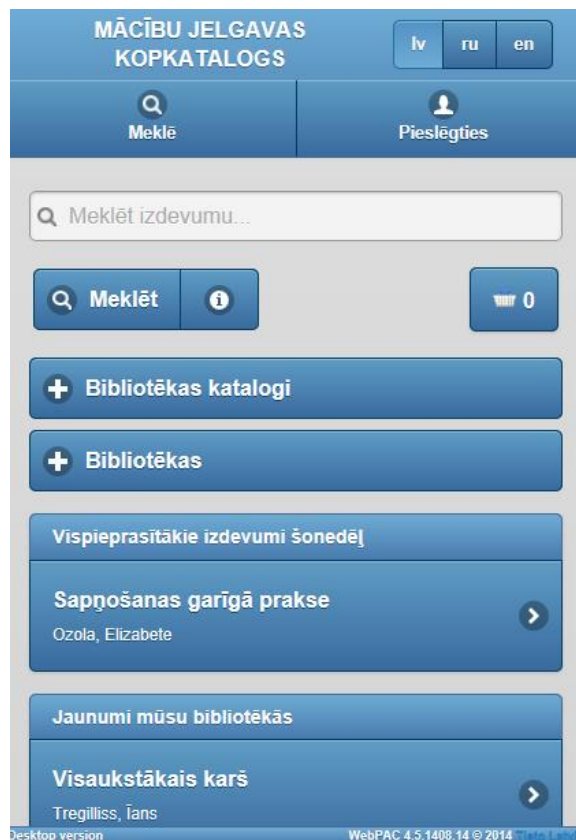 MĀCĪBU JELGAVAS
KOPKATALOGS
lv ru en
Meklē Pieslēgties
Meklēt izdevumu...
Meklēt 0
Bibliotēkas katalogi
Bibliotēkas
Vispieprasītākie izdevumi šonedēļ
Sapņošanas garīgā prakse
Ozola, Elizabete
Jaunumi mūsu bibliotēkās
Visaukstākais karš
Tregilliss, Īans
Desktop version WebPAC 4.5.1408.14 © 2014 Tieto